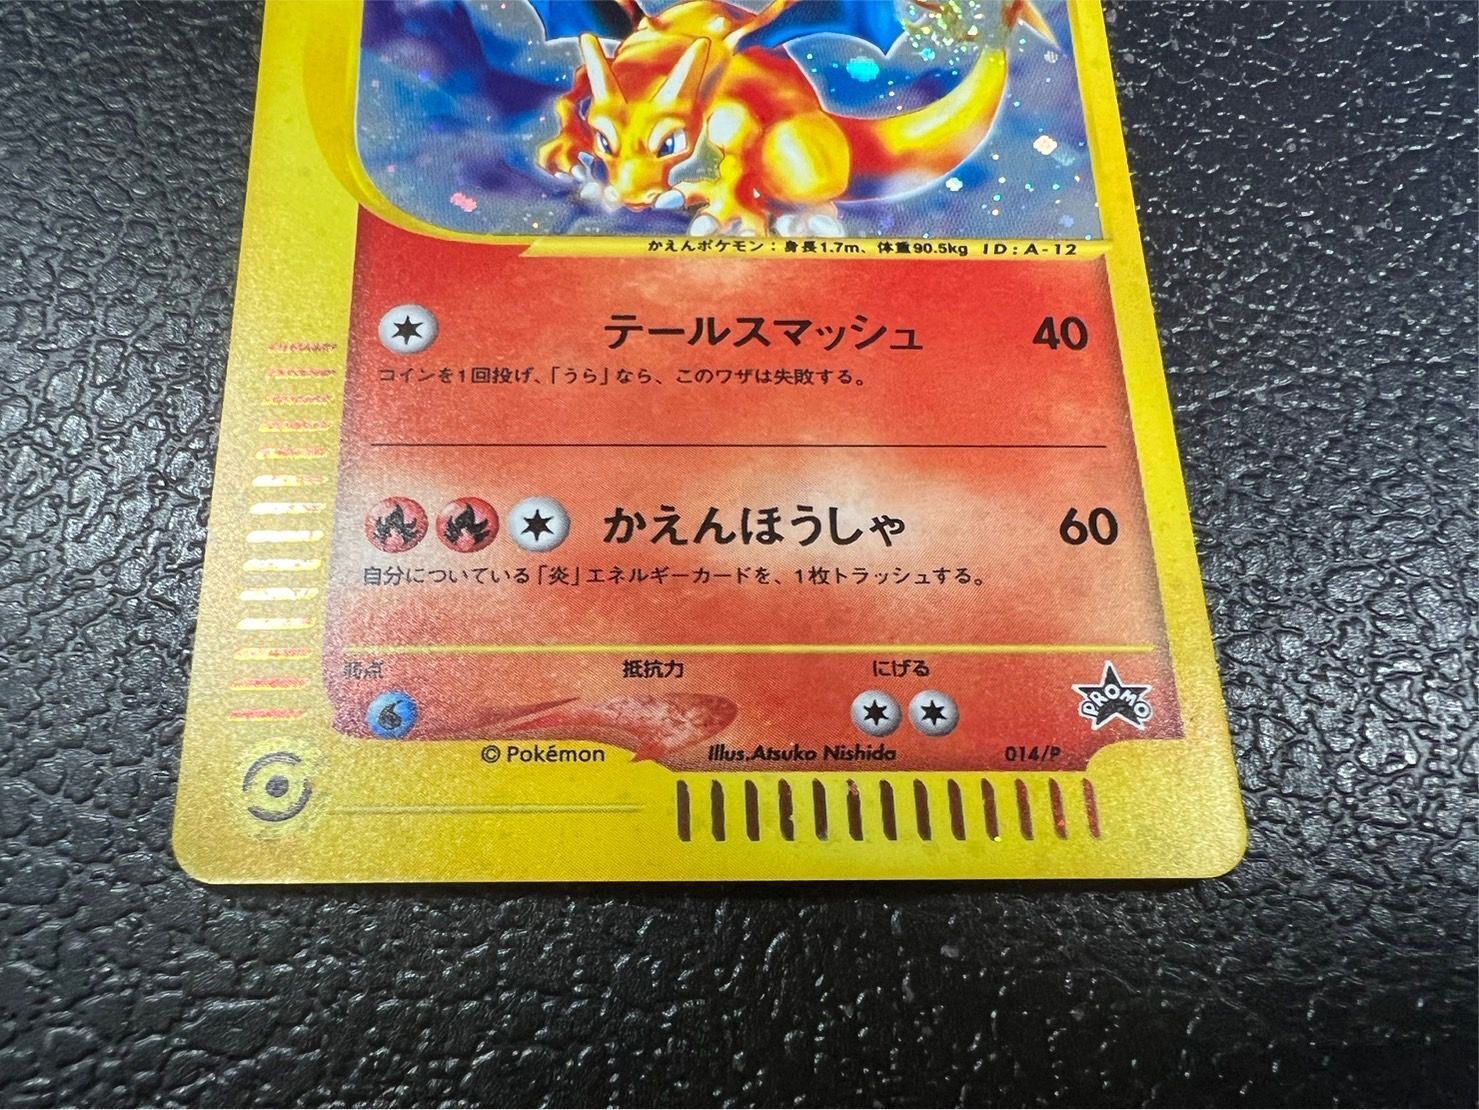 かえんポケモン：身長1.7m、体重90.5kg ID:A-12
テールスマッシュ 40
コインを1回投げ、「うら」なら、このワザは失敗する。
かえんほうしゃ 60
自分についている「炎」エネルギーカードを、1枚トラッシュする。
弱点 抵抗力 にげる
PROMO
© Pokémon Illus.Atsuko Nishida 014/P